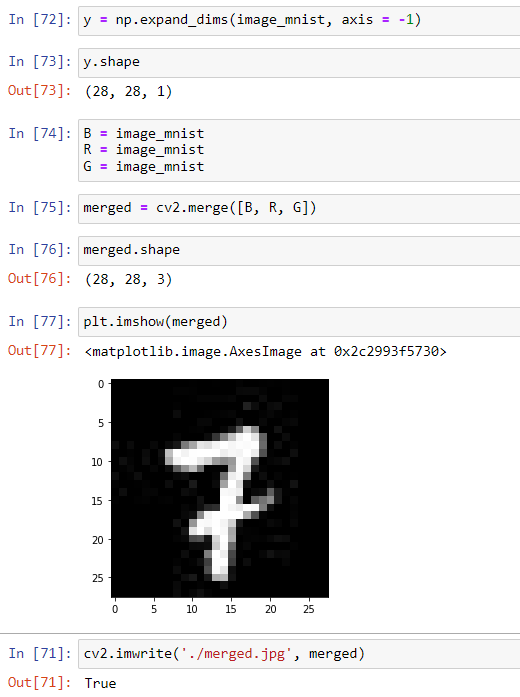 In [72]: y = np.expand_dims(image_mnist, axis = -1)
In [73]: y.shape
Out[73]: (28, 28, 1)
In [74]: B = image_mnist
R = image_mnist
G = image_mnist
In [75]: merged = cv2.merge([B, R, G])
In [76]: merged.shape
Out[76]: (28, 28, 3)
In [77]: plt.imshow(merged)
Out[77]: <matplotlib.image.AxesImage at 0x2c2993f5730>
0
5
10
15
20
25
7
0 5 10 15 20 25
In [71]: cv2.imwrite('./merged.jpg', merged)
Out[71]: True